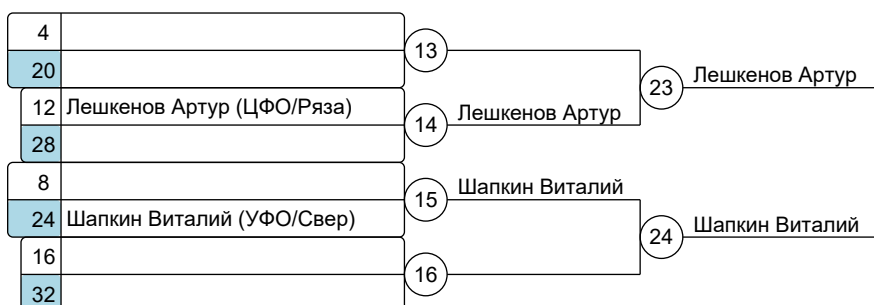 4
13
20
23 Лешкенов Артур
12 Лешкенов Артур (ЦФО/Ряза)
14 Лешкенов Артур
28
8
15 Шапкин Виталий
24 Шапкин Виталий (УФО/Свер)
24 Шапкин Виталий
16
16
32